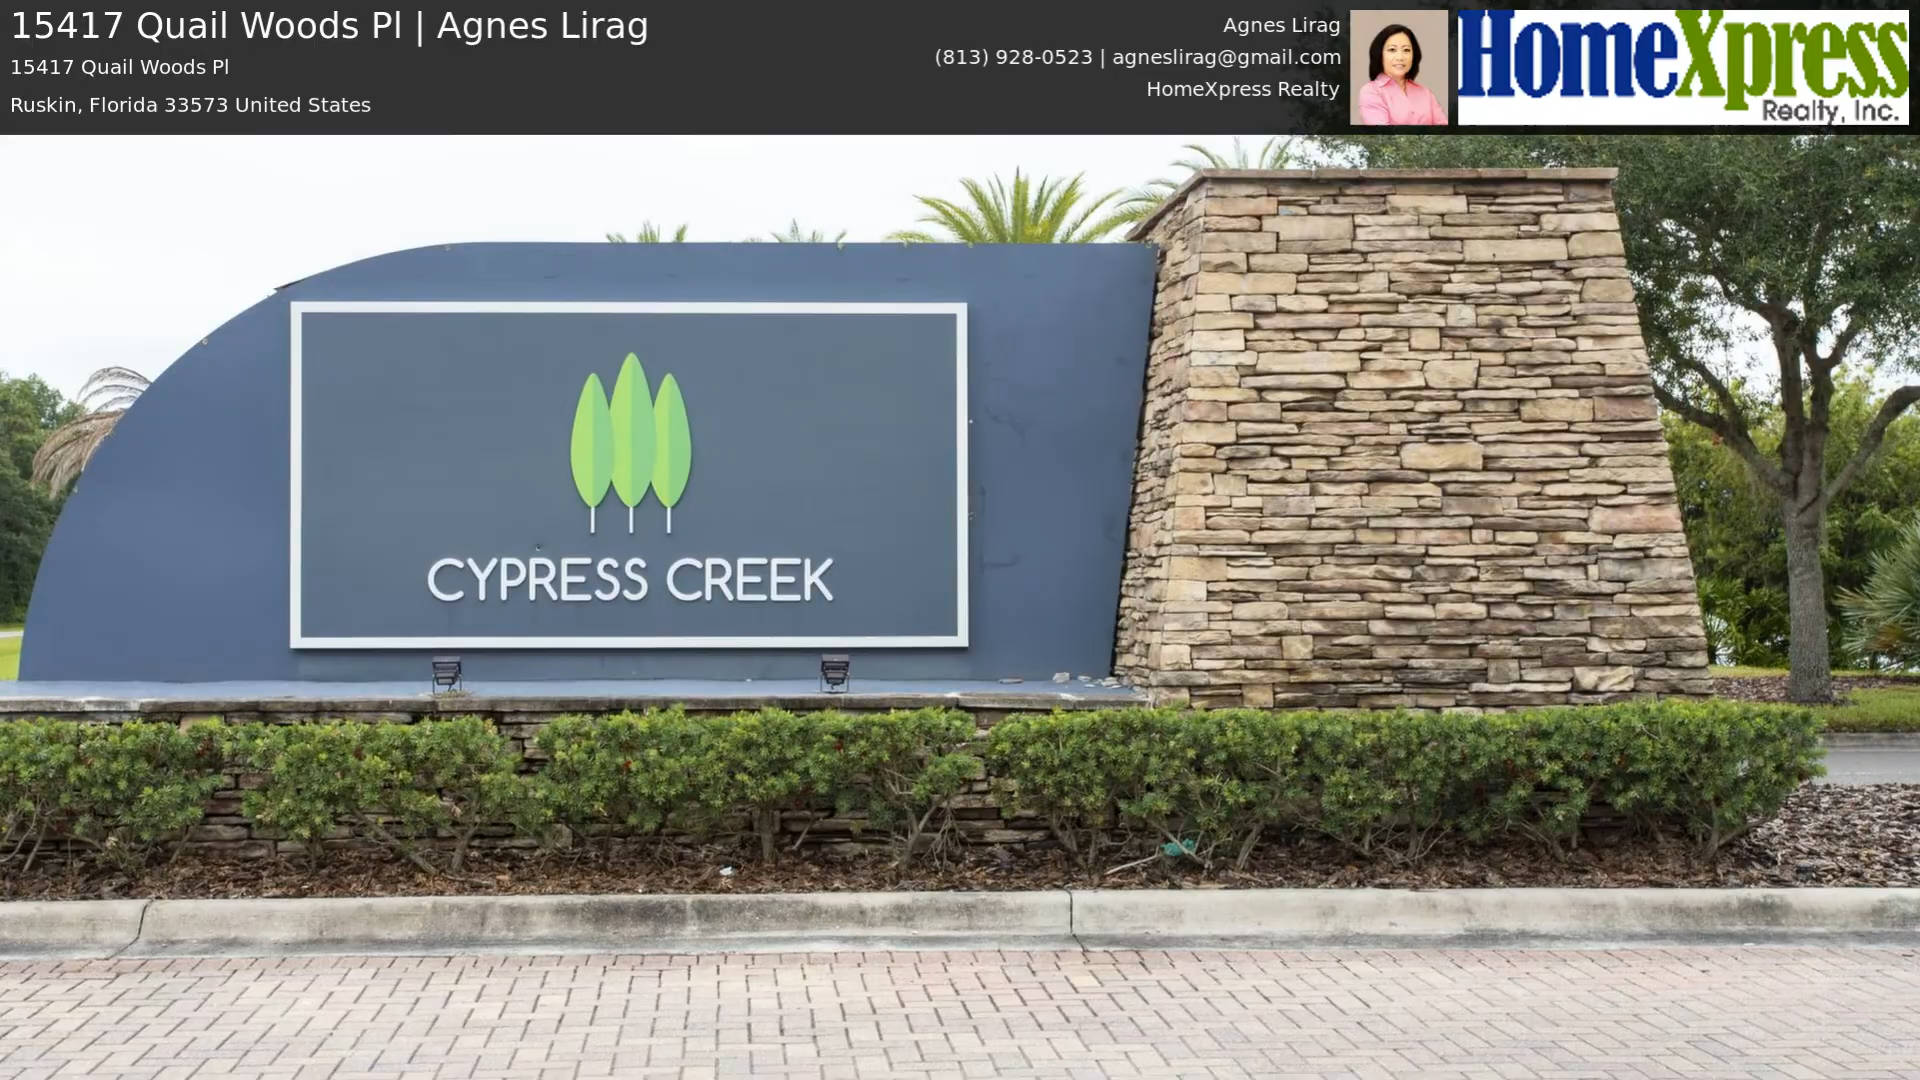 15417 Quail Woods Pl | Agnes Lirag
15417 Quail Woods Pl
Ruskin, Florida 33573 United States
Agnes Lirag
(813) 928-0523 | agneslirag@gmail.com
HomeXpress Realty
HomeXpress
Realty, Inc.
CYPRESS CREEK